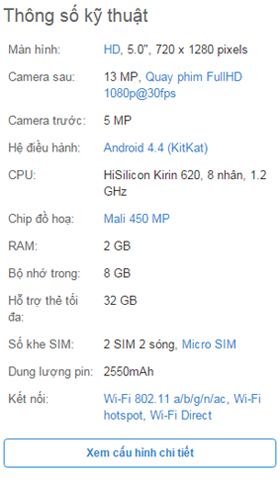 Thông số kỹ thuật
Màn hình: HD, 5.0", 720 x 1280 pixels
Camera sau: 13 MP, Quay phim FullHD
1080p@30fps
Camera trước: 5 MP
Hệ điều hành: Android 4.4 (KitKat)
CPU: HiSilicon Kirin 620, 8 nhân, 1.2
GHz
Chip đồ hoạ: Mali 450 MP
RAM: 2 GB
Bộ nhớ trong: 8 GB
Hỗ trợ thẻ tối 32 GB
đa:
Số khe SIM: 2 SIM 2 sóng, Micro SIM
Dung lượng pin: 2550mAh
Kết nối: Wi-Fi 802.11 a/b/g/n/ac, Wi-Fi
hotspot, Wi-Fi Direct
Xem cấu hình chi tiết